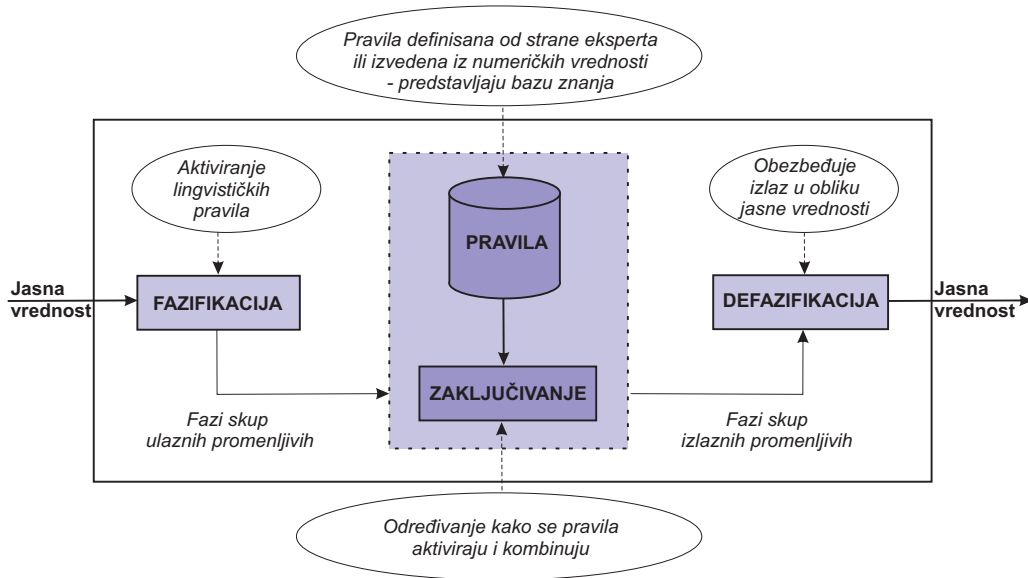 Pravila definisana od strane eksperta
ili izvedena iz numeričkih vrednosti
- predstavljaju bazu znanja
Aktiviranje
lingvističkih
pravila
Obezbeđuje
izlaz u obliku
jasne vrednosti
PRAVILA
Jasna
vrednost
FAZIFIKACIJA
DEFAZIFIKACIJA
Jasna
vrednost
ZAKLJUČIVANJE
Fazi skup
ulaznih promenljivih
Fazi skup
izlaznih promenljivih
Određivanje kako se pravila
aktiviraju i kombinuju